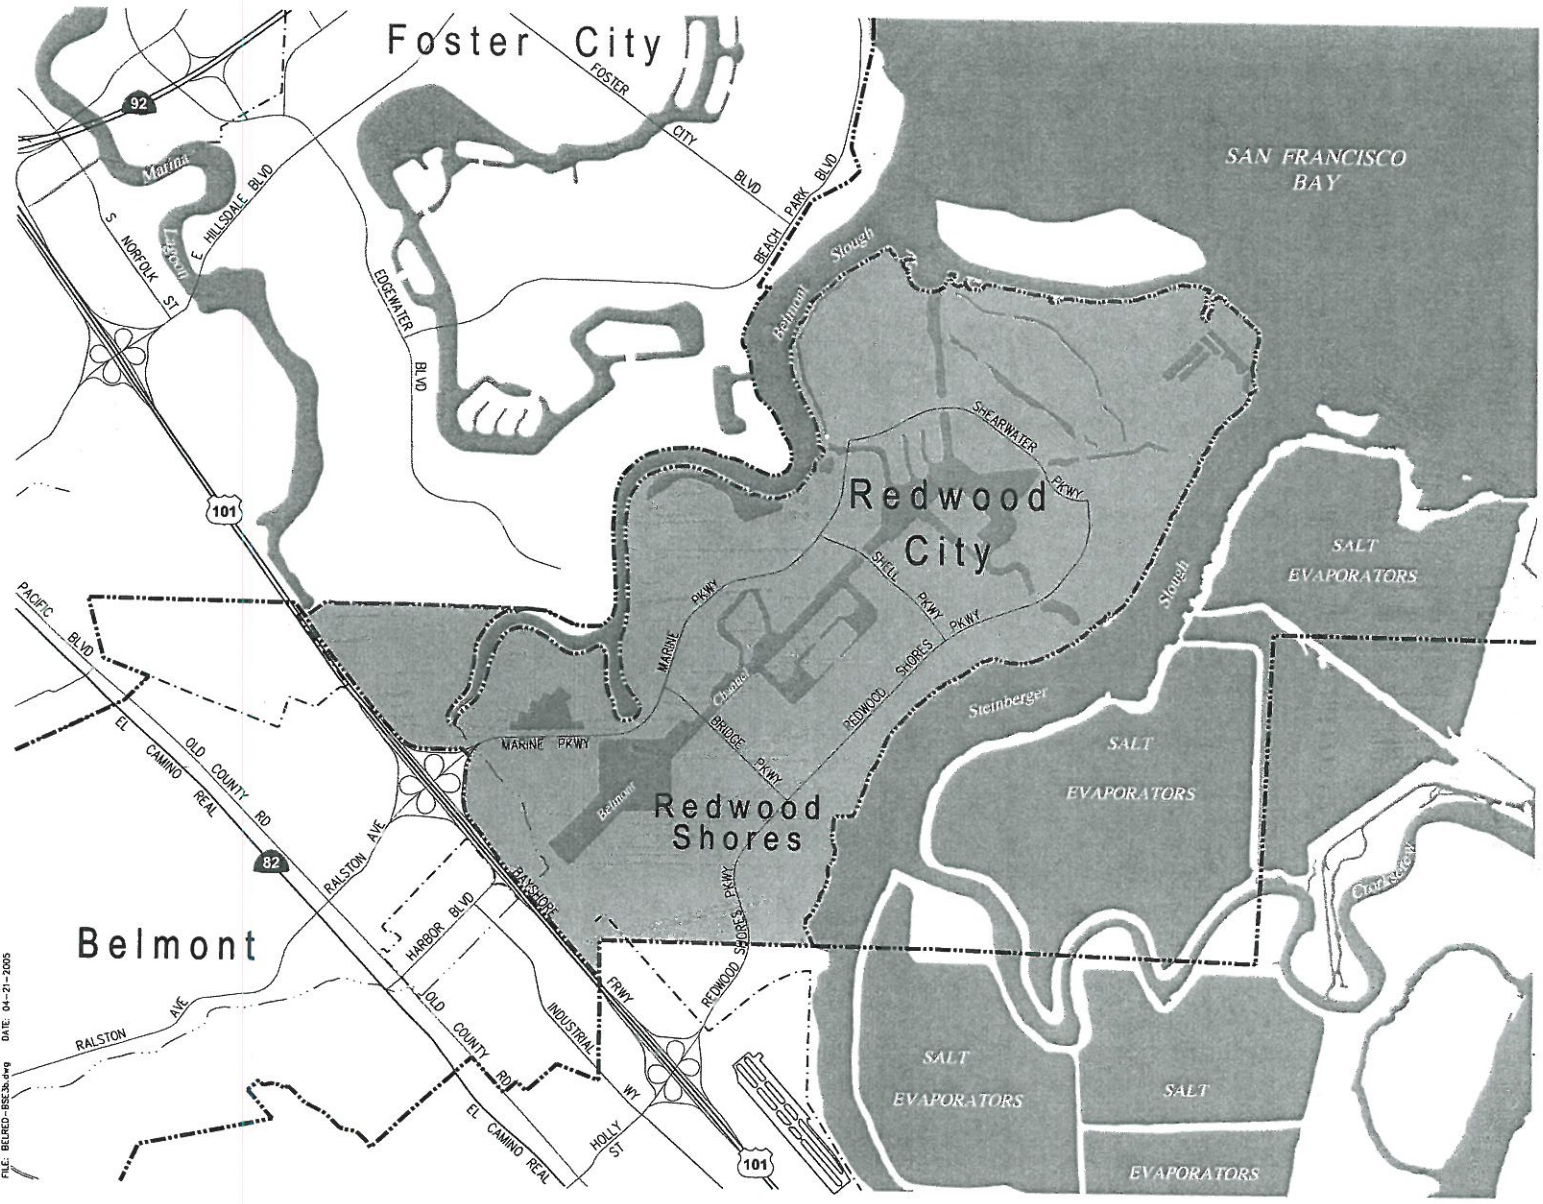 Foster City
92
FOSTER
CITY
BLVD
SAN FRANCISCO
BAY
Marina
Lagoon
E HILLSDALE BLVD
S NORFOLK ST
BEACH PARK BLVD
EDGEWATER
BLVD
Belmont
Slough
SHEARWATER
PKWY
Redwood
City
101
SHELL
PKWY
MARINE
PKWY
REDWOOD SHORES PKWY
Slough
SALT
EVAPORATORS
PACIFIC
BLVD
Channel
Steinberger
MARINE PKWY
BRIDGE
PKWY
SALT
EVAPORATORS
EL CAMINO REAL
OLD COUNTY RD
Belmont
Redwood
Shores
82
RALSTON AVE
BAYSHORE
FRWY
HARBOR BLVD
REDWOOD SHORES PKWY
Corkscrew
Belmont
RALSTON AVE
OLD COUNTY RD
INDUSTRIAL WY
SALT
EVAPORATORS
SALT
EVAPORATORS
EL CAMINO REAL
HOLLY ST
101
FILE: BELRED-BSE3b.dwg DATE: 04-21-2005